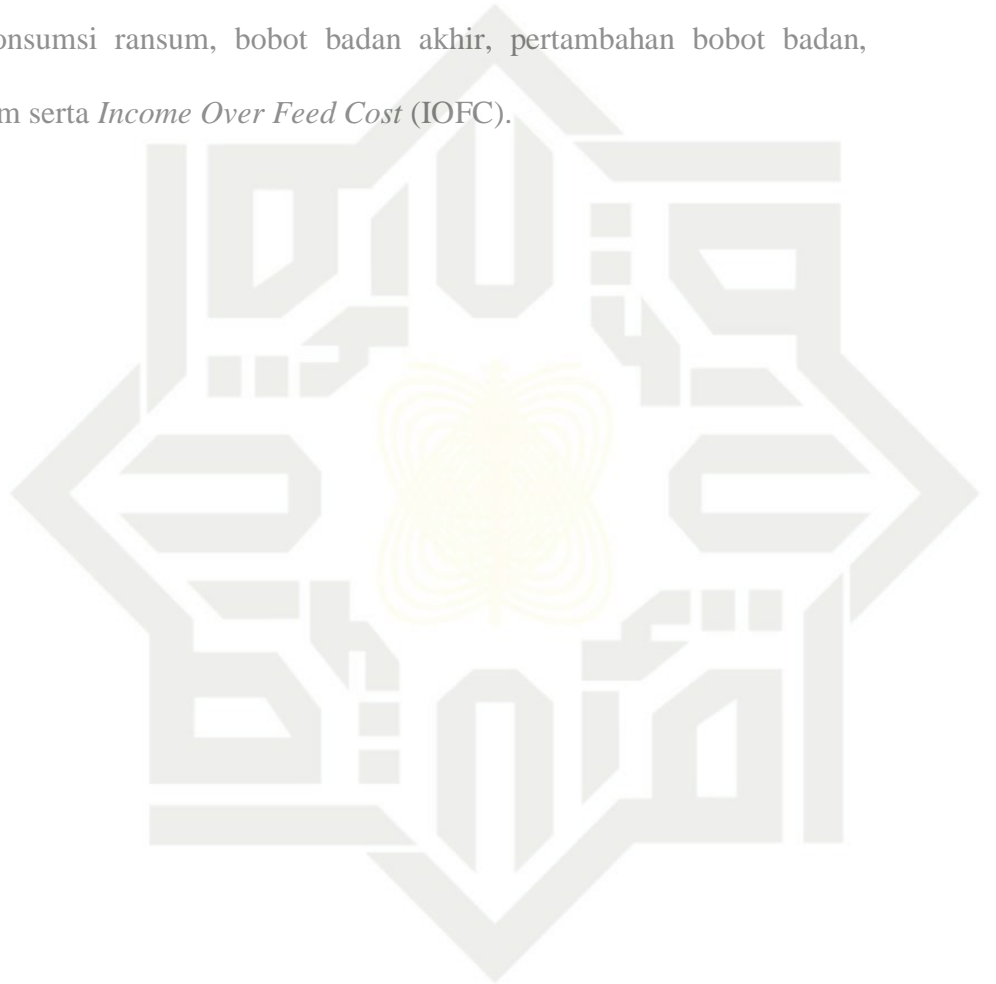 onsumsi ransum, bobot badan akhir, pertambahan bobot badan,
m serta Income Over Feed Cost (IOFC).